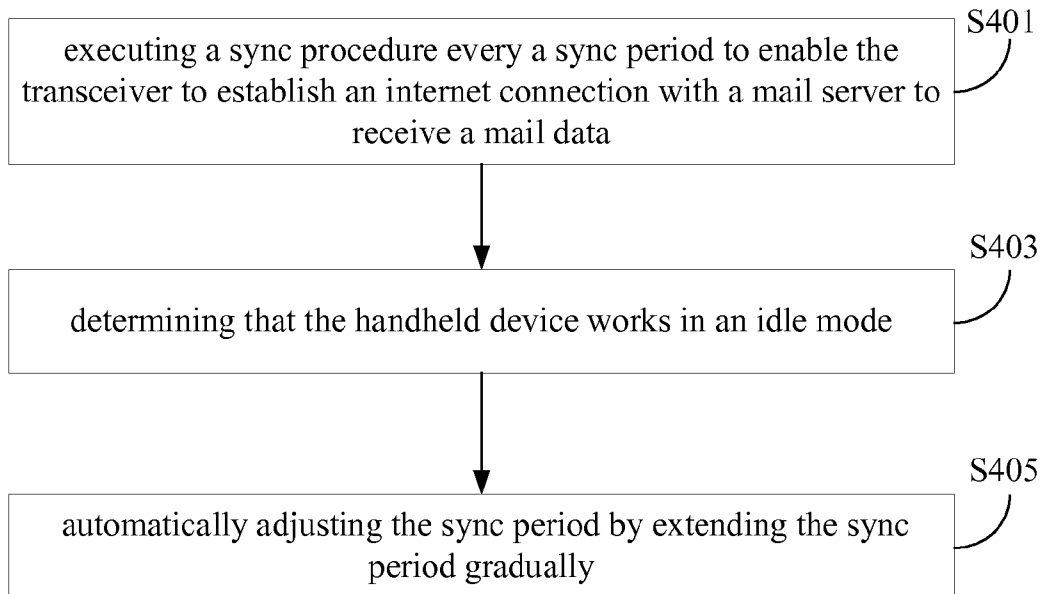 S401
executing a sync procedure every a sync period to enable the
transceiver to establish an internet connection with a mail server to
receive a mail data
S403
determining that the handheld device works in an idle mode
S405
automatically adjusting the sync period by extending the sync
period gradually